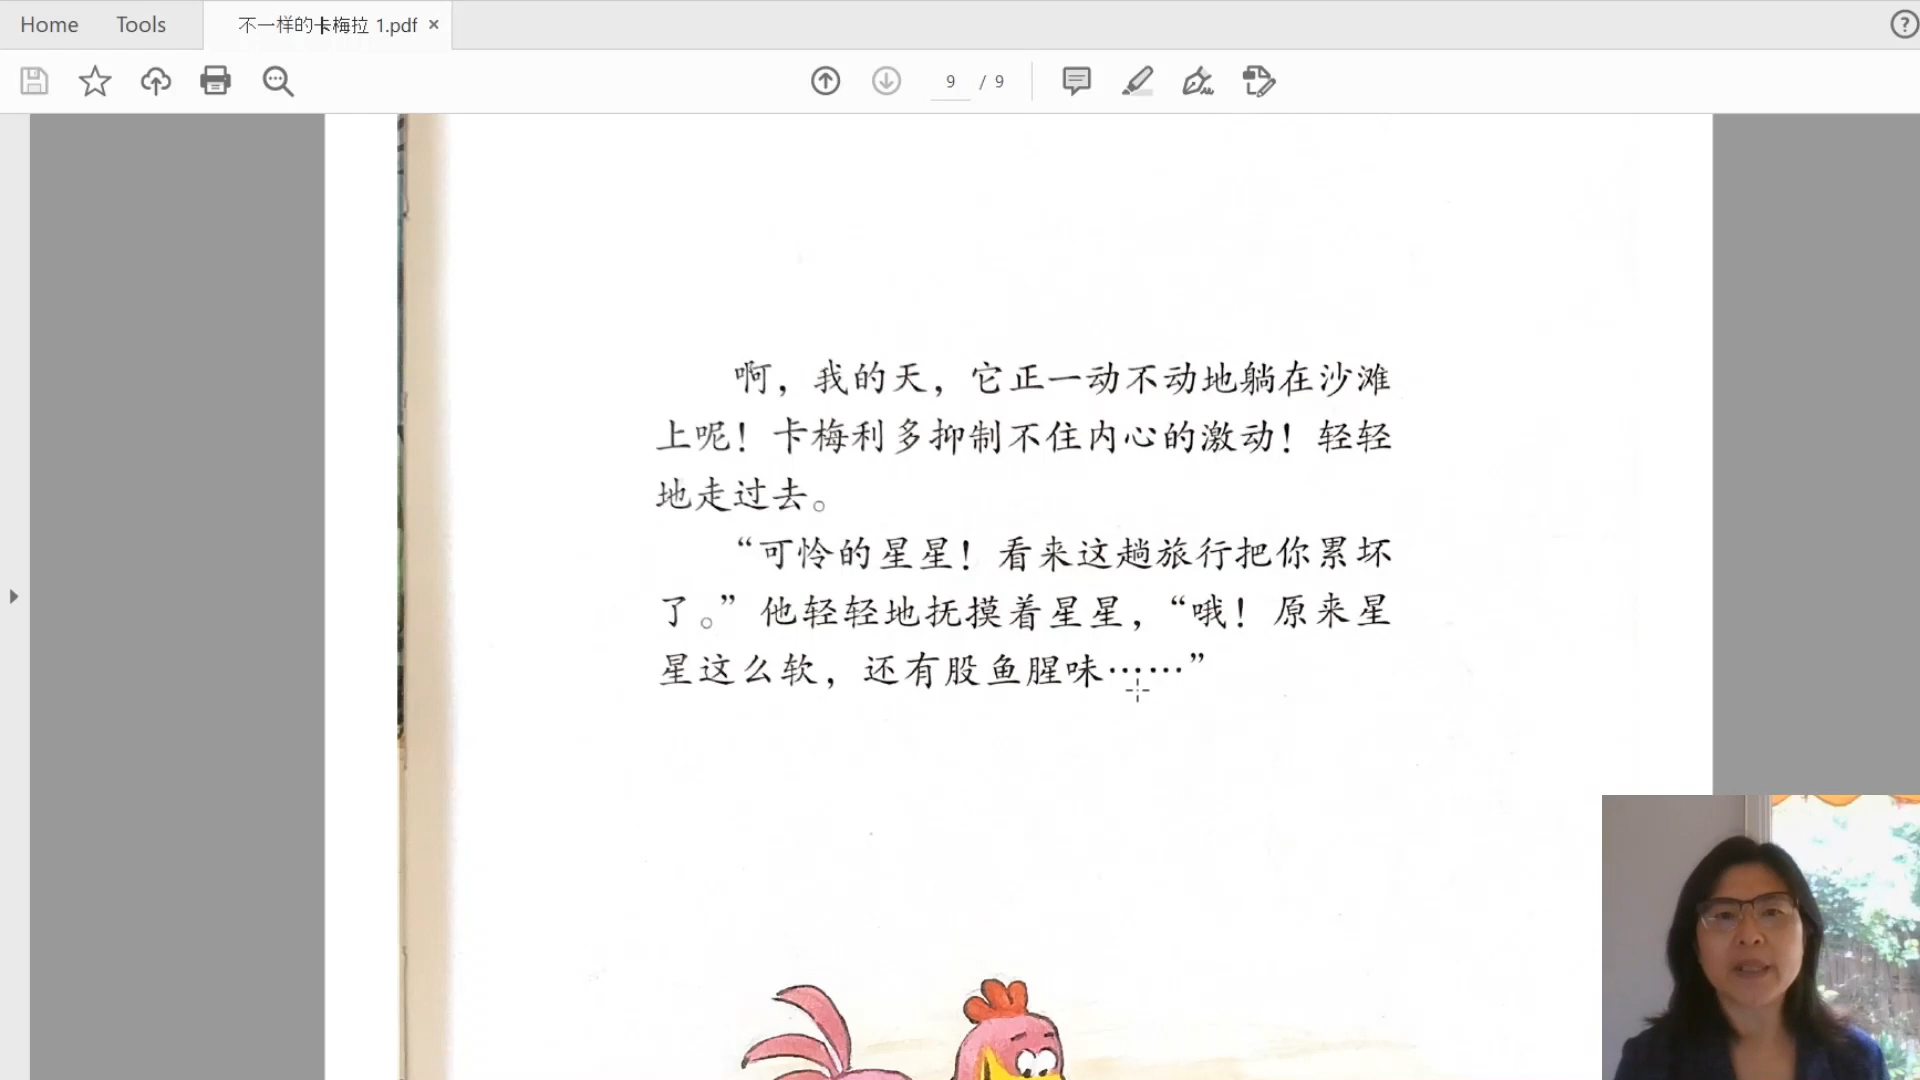 Home Tools 不一样的卡梅拉 1.pdf ×
9 / 9
啊，我的天，它正一动不动地躺在沙滩
上呢！卡梅利多抑制不住内心的激动！轻轻
地走过去。
“可怜的星星！看来这趟旅行把你累坏
了。”他轻轻地抚摸着星星，“哦！原来星
星这么软，还有股鱼腥味……”